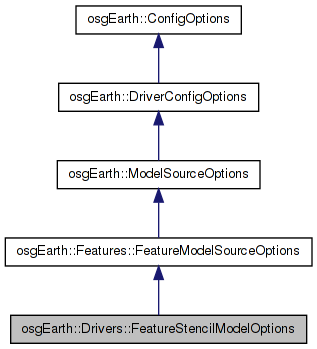 osgEarth::ConfigOptions
osgEarth::DriverConfigOptions
osgEarth::ModelSourceOptions
osgEarth::Features::FeatureModelSourceOptions
osgEarth::Drivers::FeatureStencilModelOptions